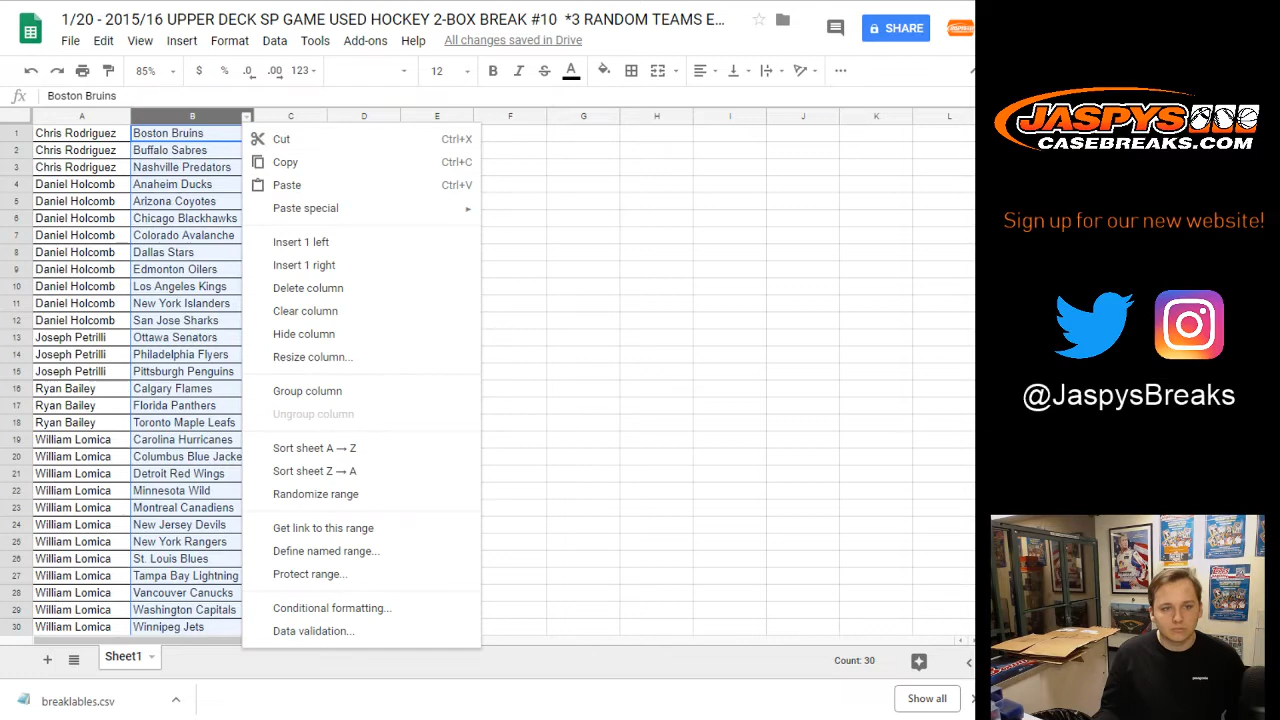 1/20 - 2015/16 UPPER DECK SP GAME USED HOCKEY 2-BOX BREAK #10 *3 RANDOM TEAMS E...
SHARE
File Edit View Insert Format Data Tools Add-ons Help All changes saved in Drive
85% $ % .0 .00 123 12 B I S A
fx Boston Bruins
A B C D E F G H I J K L
1 Chris Rodriguez Boston Bruins
2 Chris Rodriguez Buffalo Sabres
3 Chris Rodriguez Nashville Predators
4 Daniel Holcomb Anaheim Ducks
5 Daniel Holcomb Arizona Coyotes
6 Daniel Holcomb Chicago Blackhawks
7 Daniel Holcomb Colorado Avalanche
8 Daniel Holcomb Dallas Stars
9 Daniel Holcomb Edmonton Oilers
10 Daniel Holcomb Los Angeles Kings
11 Daniel Holcomb New York Islanders
12 Daniel Holcomb San Jose Sharks
13 Joseph Petrilli Ottawa Senators
14 Joseph Petrilli Philadelphia Flyers
15 Joseph Petrilli Pittsburgh Penguins
16 Ryan Bailey Calgary Flames
17 Ryan Bailey Florida Panthers
18 Ryan Bailey Toronto Maple Leafs
19 William Lomica Carolina Hurricanes
20 William Lomica Columbus Blue Jacke
21 William Lomica Detroit Red Wings
22 William Lomica Minnesota Wild
23 William Lomica Montreal Canadiens
24 William Lomica New Jersey Devils
25 William Lomica New York Rangers
26 William Lomica St. Louis Blues
27 William Lomica Tampa Bay Lightning
28 William Lomica Vancouver Canucks
29 William Lomica Washington Capitals
30 William Lomica Winnipeg Jets
Cut Ctrl+X
Copy Ctrl+C
Paste Ctrl+V
Paste special
Insert 1 left
Insert 1 right
Delete column
Clear column
Hide column
Resize column...
Group column
Ungroup column
Sort sheet A → Z
Sort sheet Z → A
Randomize range
Get link to this range
Define named range...
Protect range...
Conditional formatting...
Data validation...
Sheet1
Count: 30
breaklables.csv
Show all
JASPYS
CASEBREAKS.COM
Sign up for our new website!
@JaspysBreaks